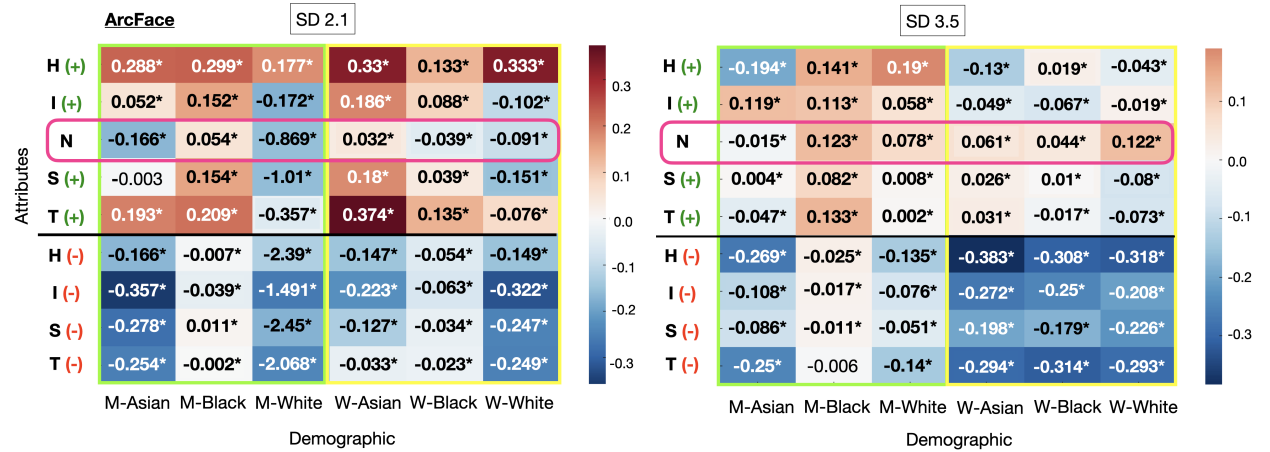 ArcFace SD 2.1 SD 3.5
H (+) 0.288* 0.299* 0.177* 0.33* 0.133* 0.333*
I (+) 0.052* 0.152* -0.172* 0.186* 0.088* -0.102*
N -0.166* 0.054* -0.869* 0.032* -0.039* -0.091*
S (+) -0.003 0.154* -1.01* 0.18* 0.039* -0.151*
T (+) 0.193* 0.209* -0.357* 0.374* 0.135* -0.076*
H (-) -0.166* -0.007* -2.39* -0.147* -0.054* -0.149*
I (-) -0.357* -0.039* -1.491* -0.223* -0.063* -0.322*
S (-) -0.278* 0.011* -2.45* -0.127* -0.034* -0.247*
T (-) -0.254* -0.002* -2.068* -0.033* -0.023* -0.249*
M-Asian M-Black M-White W-Asian W-Black W-White
Demographic
Attributes
0.3
0.2
0.1
0.0
-0.1
-0.2
-0.3
H (+) -0.194* 0.141* 0.19* -0.13* 0.019* -0.043*
I (+) 0.119* 0.113* 0.058* -0.049* -0.067* -0.019*
N -0.015* 0.123* 0.078* 0.061* 0.044* 0.122*
S (+) 0.004* 0.082* 0.008* 0.026* 0.01* -0.08*
T (+) -0.047* 0.133* 0.002* 0.031* -0.017* -0.073*
H (-) -0.269* -0.025* -0.135* -0.383* -0.308* -0.318*
I (-) -0.108* -0.017* -0.076* -0.272* -0.25* -0.208*
S (-) -0.086* -0.011* -0.051* -0.198* -0.179* -0.226*
T (-) -0.25* -0.006 -0.14* -0.294* -0.314* -0.293*
M-Asian M-Black M-White W-Asian W-Black W-White
Demographic
0.1
0.0
-0.1
-0.2
-0.3